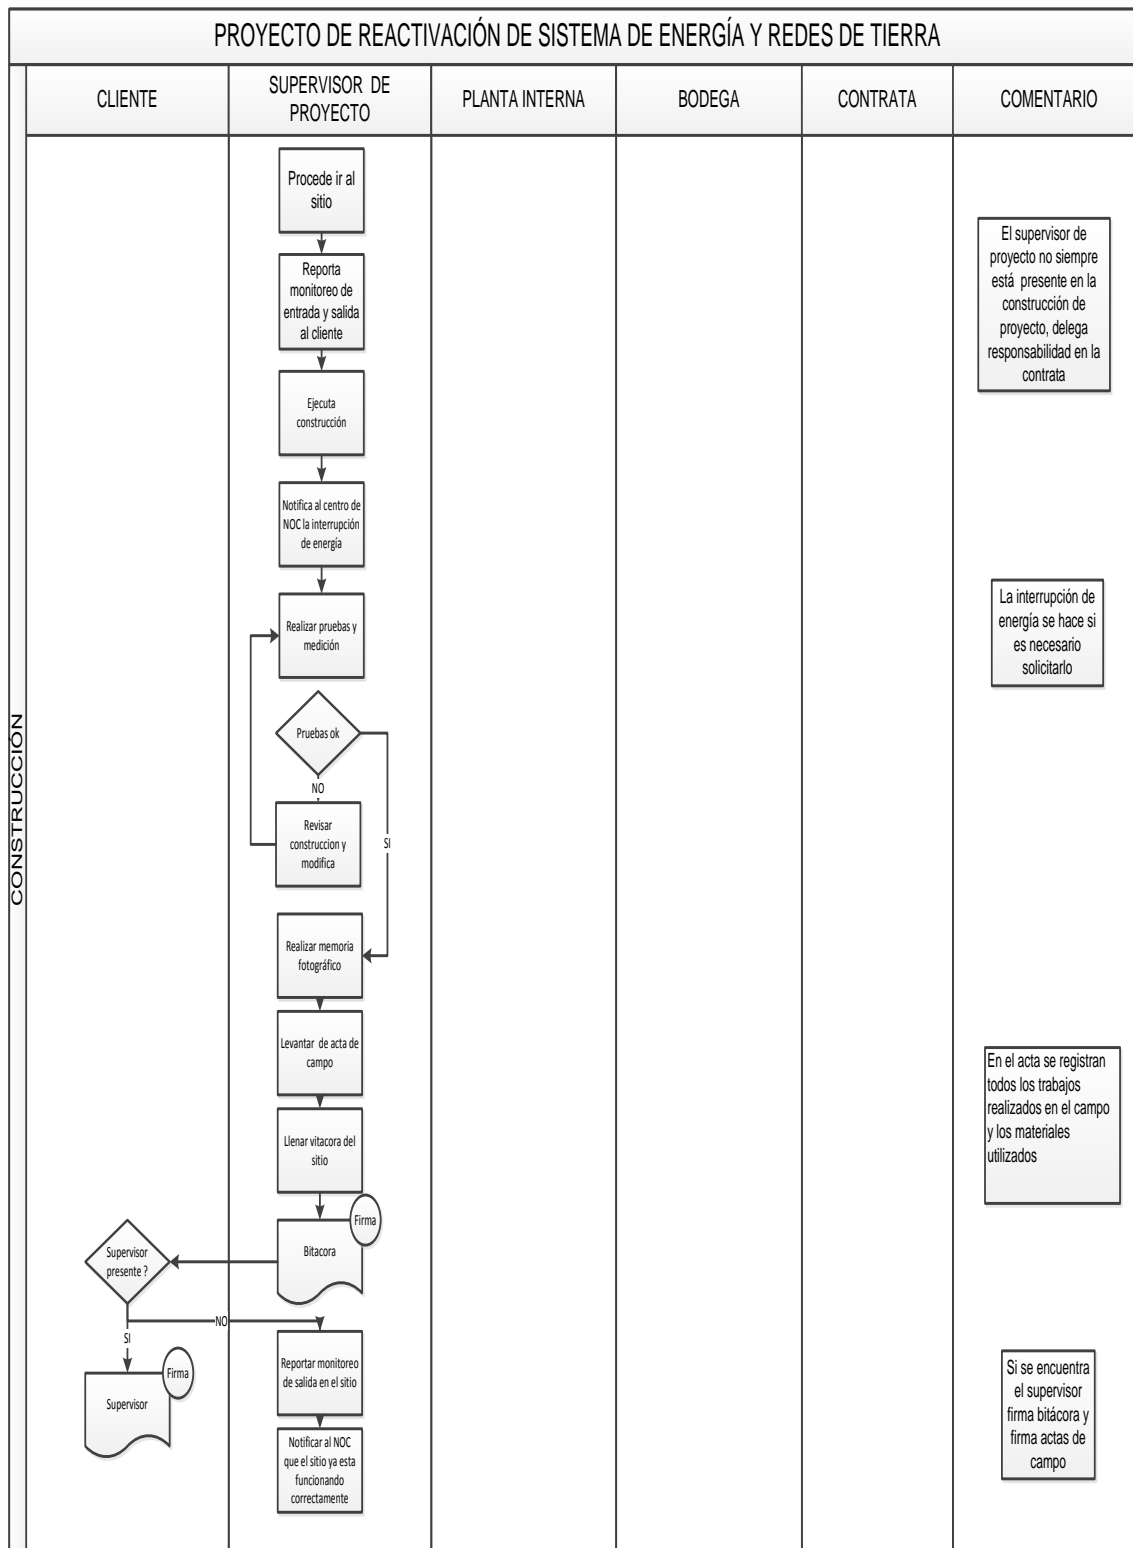 PROYECTO DE REACTIVACIÓN DE SISTEMA DE ENERGÍA Y REDES DE TIERRA
CLIENTE
SUPERVISOR DE
PROYECTO
PLANTA INTERNA
BODEGA
CONTRATA
COMENTARIO
CONSTRUCCIÓN
Procede ir al
sitio
Reporta
monitoreo de
entrada y salida
al cliente
El supervisor de
proyecto no siempre
está presente en la
construcción de
proyecto, delega
responsabilidad en la
contrata
Ejecuta
construcción
Notifica al centro de
NOC la interrupción
de energía
Realizar pruebas y
medición
La interrupción de
energía se hace si
es necesario
solicitarlo
Pruebas ok
NO
SI
Revisar
construccion y
modifica
Realizar memoria
fotográfico
Levantar de acta de
campo
En el acta se registran
todos los trabajos
realizados en el campo
y los materiales
utilizados
Llenar vitacora del
sitio
Firma
Bitacora
Supervisor
presente ?
NO
SI
Firma
Supervisor
Reportar monitoreo
de salida en el sitio
Si se encuentra
el supervisor
firma bitácora y
firma actas de
campo
Notificar al NOC
que el sitio ya esta
funcionando
correctamente